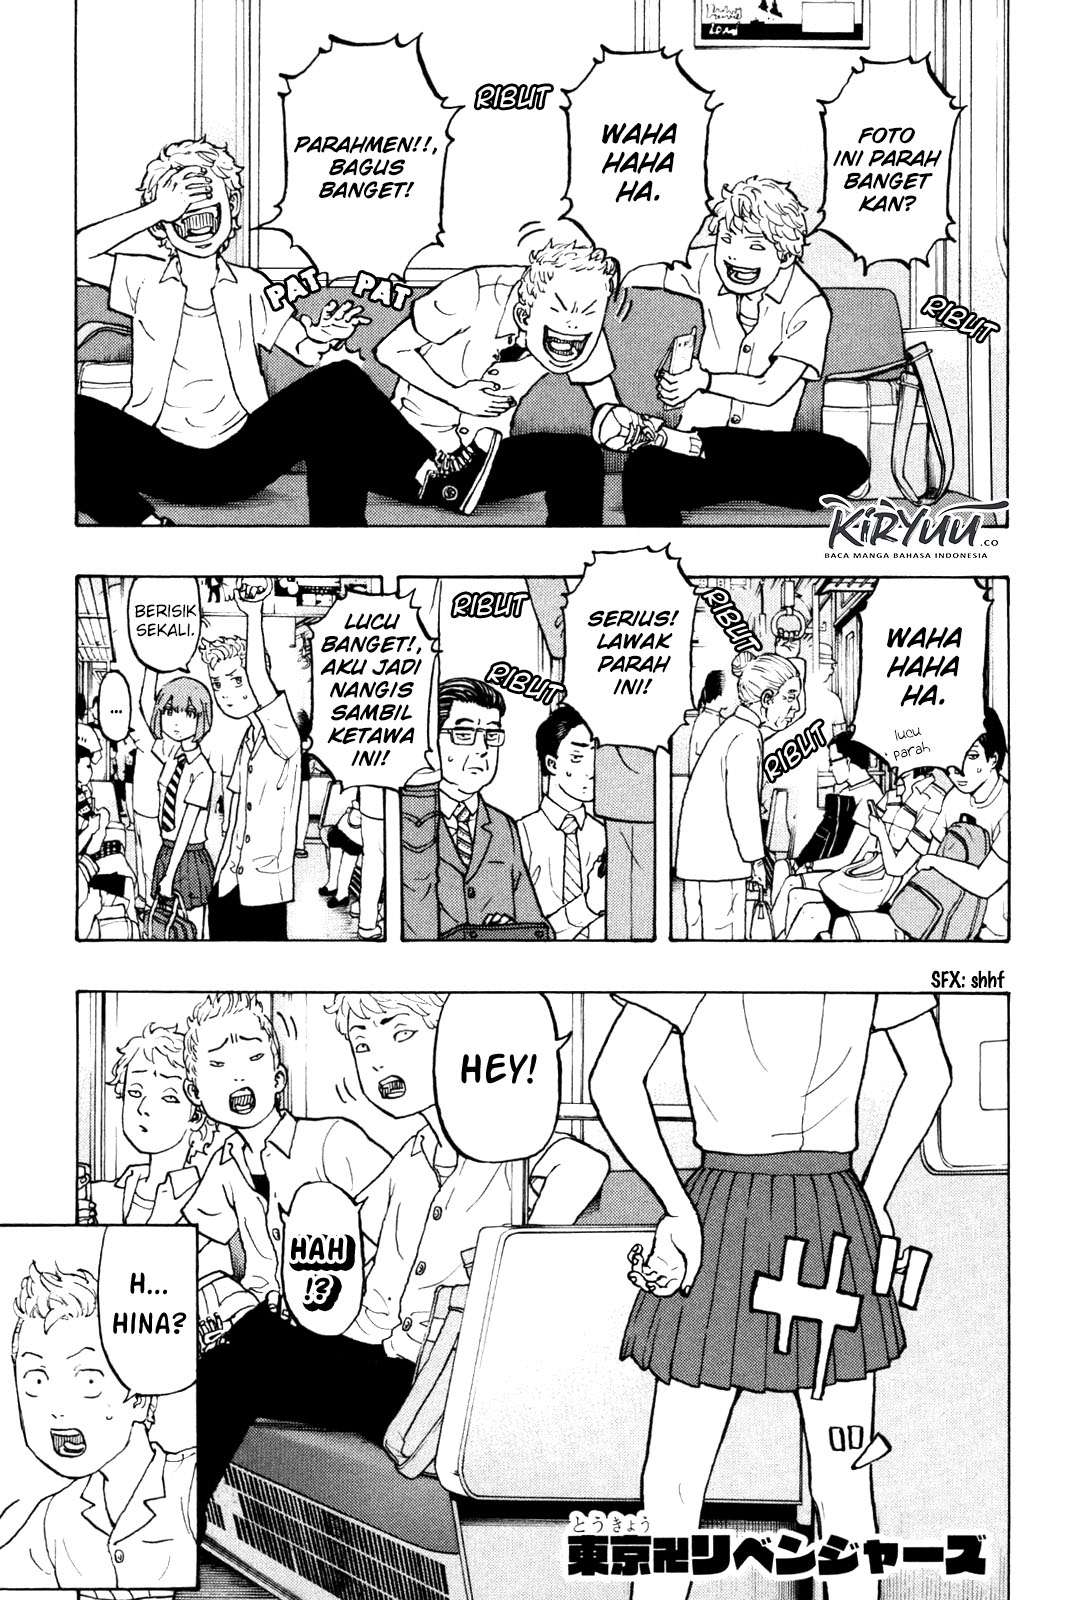 FOTO
INI PARAH
BANGET
KAN?
RIBUT
WAHA
HAHA
HA.
RIBUT
PARAHMEN!!,
BAGUS
BANGET!
PAT
PAT
KIRYUU.CO
BACA MANGA BAHASA INDONESIA
WAHA
HAHA
HA.
lucu
parah
RIBUT
RIBUT
SERIUS!
LAWAK
PARAH
INI!
RIBUT
RIBUT
LUCU
BANGET!,
AKU JADI
NANGIS
SAMBIL
KETAWA
INI!
BERISIK
SEKALI.
...
SFX: shhf
HEY!
HAH
!?
ザッ
H...
HINA?
とうきょう
東京卍リベンジャーズ